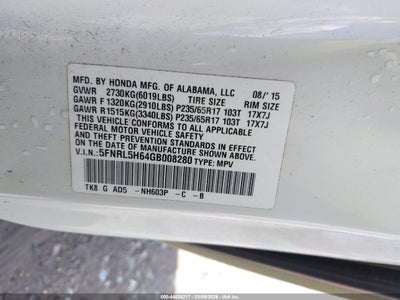 MFD. BY HONDA MFG. OF ALABAMA, LLC 08/'15
GVWR 2730KG(6019LBS) TIRE SIZE RIM SIZE
GAWR F 1320KG(2910LBS) P235/65R17 103T 17X7J
GAWR R 1515KG(3340LBS) P235/65R17 103T 17X7J
THIS VEHICLE CONFORMS TO ALL APPLICABLE
FEDERAL MOTOR VEHICLE SAFETY AND THEFT
PREVENTION STANDARDS IN EFFECT ON THE
DATE OF MANUFACTURE SHOWN ABOVE.
V.I.N.: 5FNRL5H64GB008280 TYPE: MPV
TK8 G AD5 -NH603P -C -B